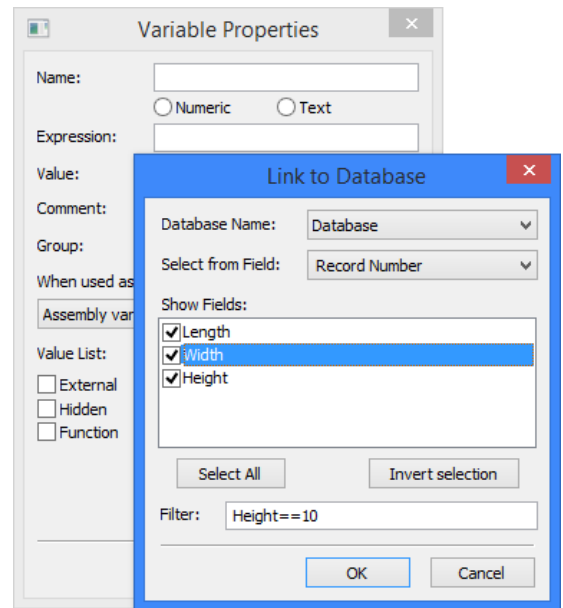 Variable Properties
Name:
Numeric
Text
Expression:
Value:
Comment:
Group:
When used as
Assembly var
Value List:
External
Hidden
Function
Link to Database
Database Name:
Database
Select from Field:
Record Number
Show Fields:
Length
Width
Height
Select All
Invert selection
Filter:
Height==10
OK
Cancel